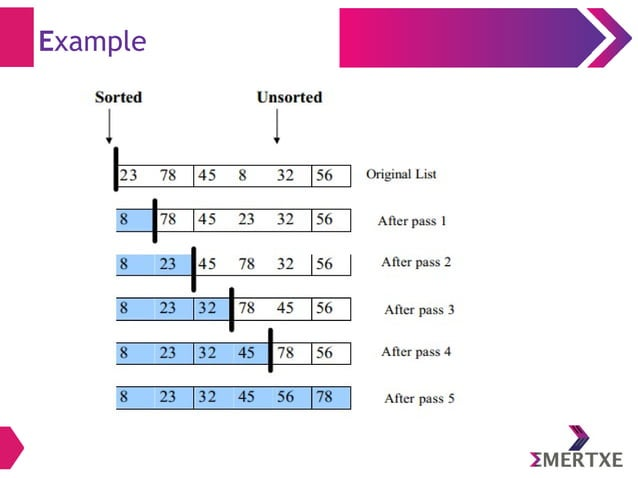 Example
Sorted Unsorted
23 78 45 8 32 56 Original List
8 78 45 23 32 56 After pass 1
8 23 45 78 32 56 After pass 2
8 23 32 78 45 56 After pass 3
8 23 32 45 78 56 After pass 4
8 23 32 45 56 78 After pass 5
EMERTXE